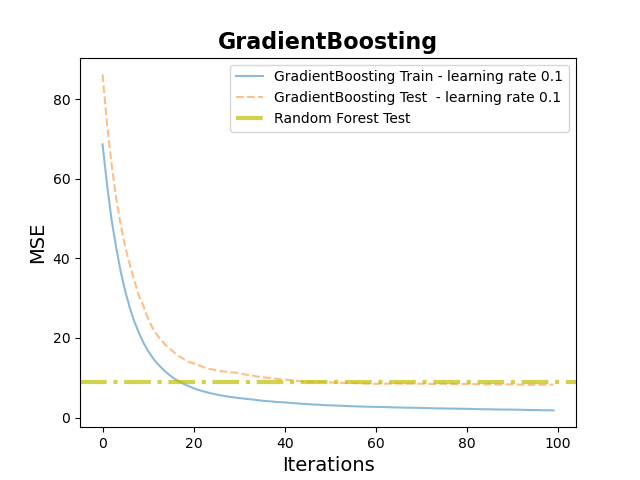 GradientBoosting
GradientBoosting Train - learning rate 0.1
GradientBoosting Test  - learning rate 0.1
Random Forest Test
MSE
80
60
40
20
0
0 20 40 60 80 100
Iterations